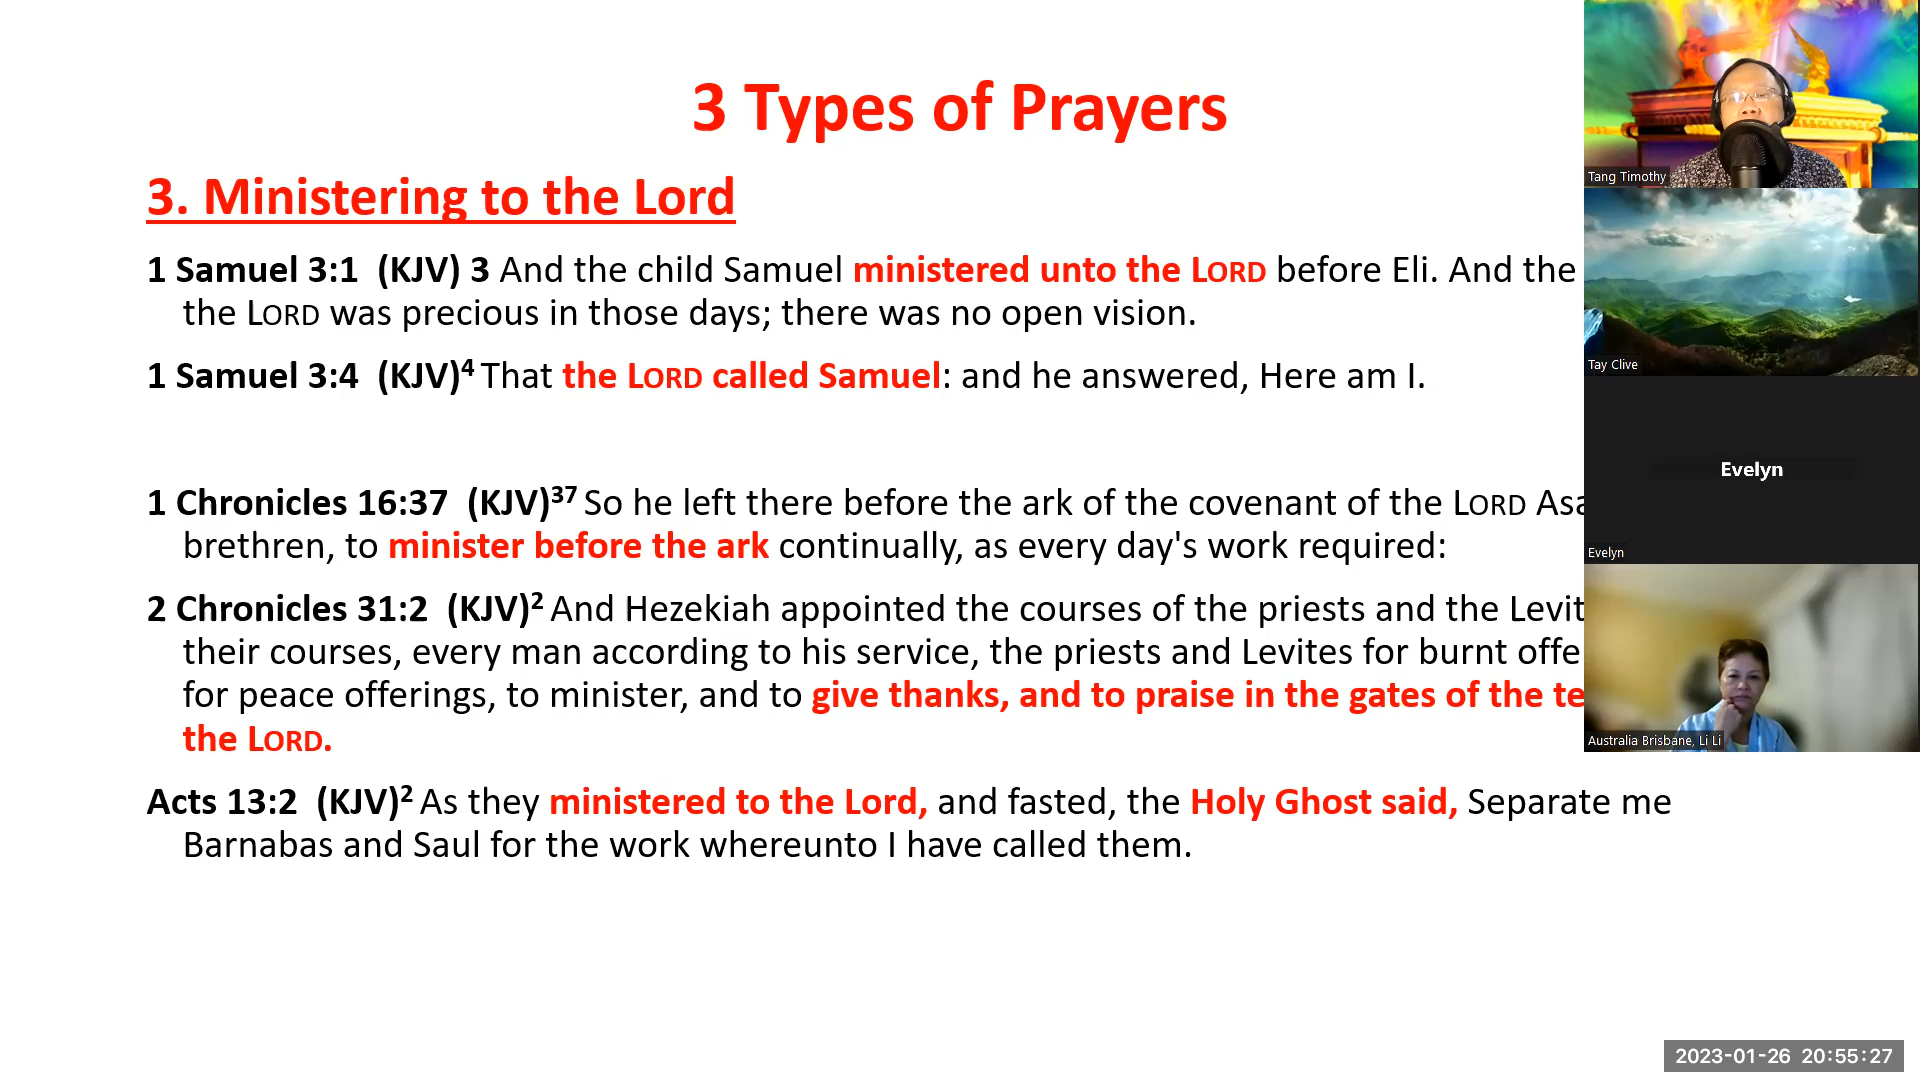 3 Types of Prayers
3. Ministering to the Lord
1 Samuel 3:1 (KJV) 3 And the child Samuel ministered unto the LORD before Eli. And the
the LORD was precious in those days; there was no open vision.
1 Samuel 3:4 (KJV)4 That the LORD called Samuel: and he answered, Here am I.
1 Chronicles 16:37 (KJV)37 So he left there before the ark of the covenant of the LORD
brethren, to minister before the ark continually, as every day's work required:
2 Chronicles 31:2 (KJV)2 And Hezekiah appointed the courses of the priests and the
their courses, every man according to his service, the priests and Levites for burnt
for peace offerings, to minister, and to give thanks, and to praise in the gates of the
the LORD.
Acts 13:2 (KJV)2 As they ministered to the Lord, and fasted, the Holy Ghost said, Separate me
Barnabas and Saul for the work whereunto I have called them.
Tang Timothy
Tay Clive
Evelyn
Evelyn
Australia Brisbane, Li Li
2023-01-26 20:55:27